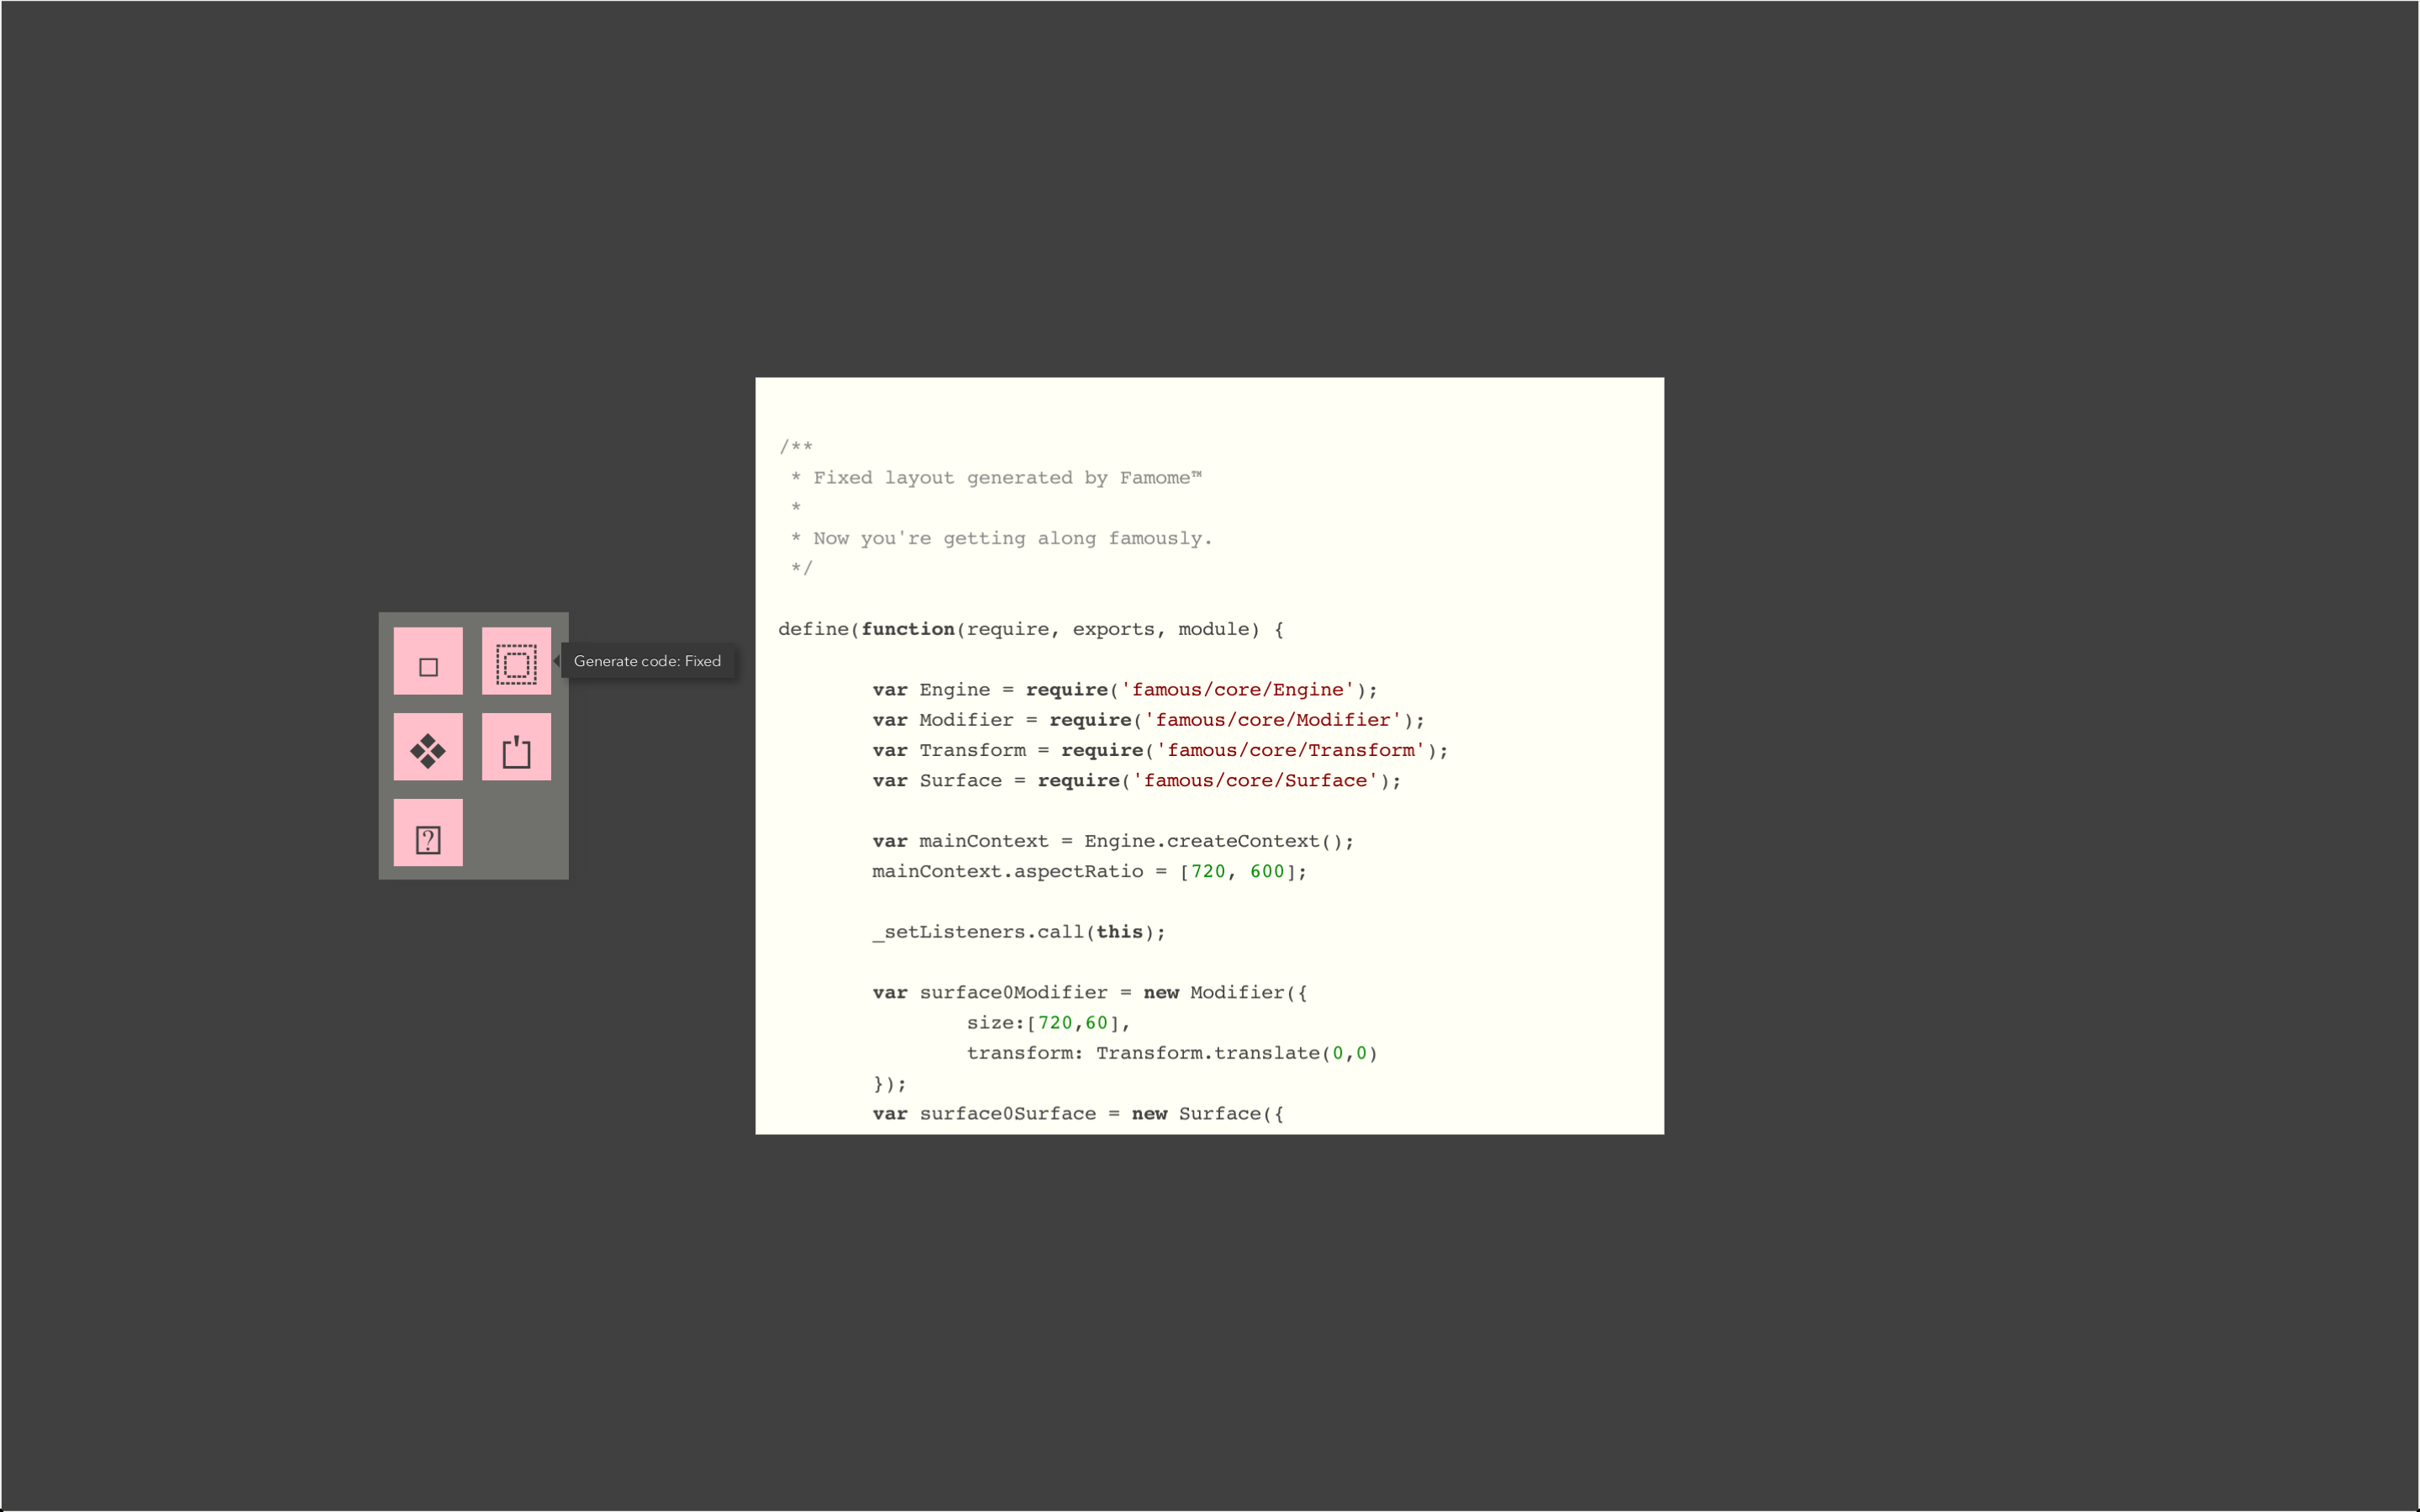 /**
 * Fixed layout generated by Famome™
 *
 * Now you're getting along famously.
 */
define(function(require, exports, module) {
Generate code: Fixed
var Engine = require('famous/core/Engine');
var Modifier = require('famous/core/Modifier');
var Transform = require('famous/core/Transform');
var Surface = require('famous/core/Surface');
var mainContext = Engine.createContext();
mainContext.aspectRatio = [720, 600];
_setListeners.call(this);
var surface0Modifier = new Modifier({
size:[720,60],
transform: Transform.translate(0,0)
});
var surface0Surface = new Surface({